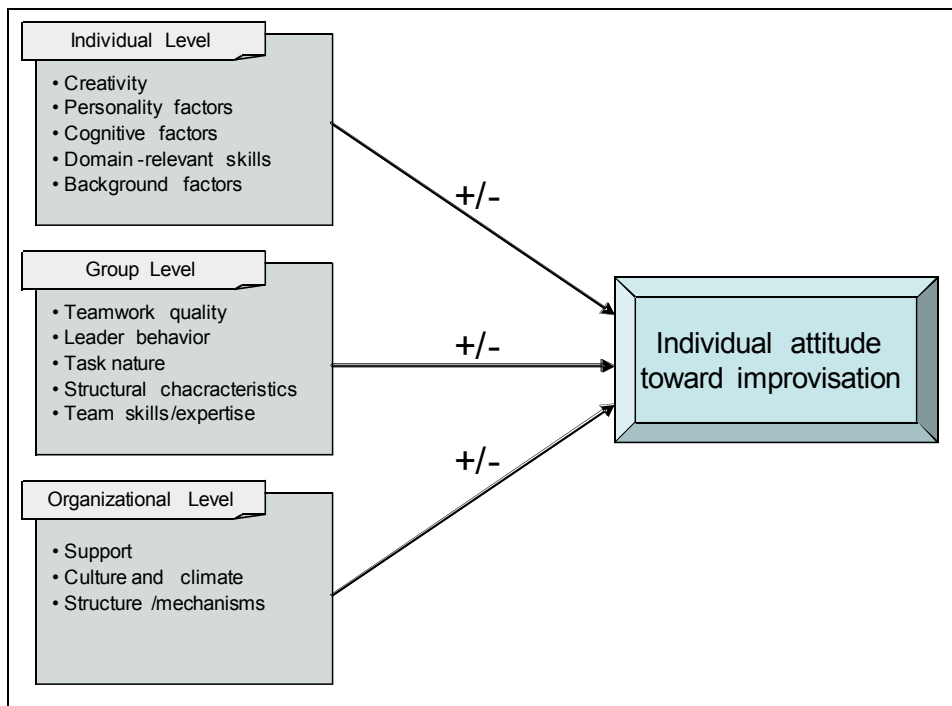 Individual Level
• Creativity
• Personality factors
• Cognitive factors
• Domain-relevant skills
• Background factors
+/-
Group Level
• Teamwork quality
• Leader behavior
• Task nature
• Structural chacracteristics
• Team skills/expertise
+/-
Individual attitude
toward improvisation
Organizational Level
• Support
• Culture and climate
• Structure /mechanisms
+/-